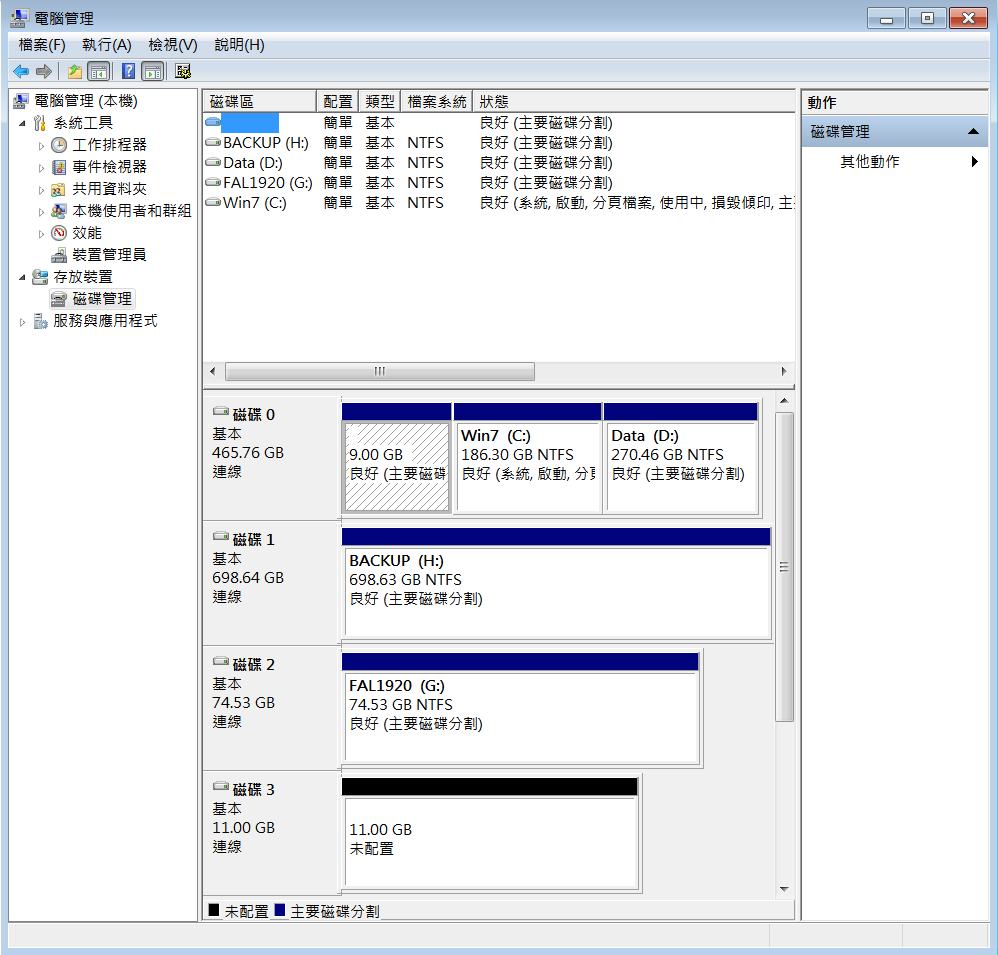 電腦管理
檔案(F) 執行(A) 檢視(V) 說明(H)
電腦管理 (本機)
系統工具
工作排程器
事件檢視器
共用資料夾
本機使用者和群組
效能
裝置管理員
存放裝置
磁碟管理
服務與應用程式
磁碟區 配置 類型 檔案系統 狀態
簡單 基本 良好 (主要磁碟分割)
BACKUP (H:) 簡單 基本 NTFS 良好 (主要磁碟分割)
Data (D:) 簡單 基本 NTFS 良好 (主要磁碟分割)
FAL1920 (G:) 簡單 基本 NTFS 良好 (主要磁碟分割)
Win7 (C:) 簡單 基本 NTFS 良好 (系統, 啟動, 分頁檔案, 使用中, 損毀傾印, 主
磁碟 0
基本
465.76 GB
連線
9.00 GB
良好 (主要磁碟
Win7 (C:)
186.30 GB NTFS
良好 (系統, 啟動, 分
Data (D:)
270.46 GB NTFS
良好 (主要磁碟分割)
磁碟 1
基本
698.64 GB
連線
BACKUP (H:)
698.63 GB NTFS
良好 (主要磁碟分割)
磁碟 2
基本
74.53 GB
連線
FAL1920 (G:)
74.53 GB NTFS
良好 (主要磁碟分割)
磁碟 3
基本
11.00 GB
連線
11.00 GB
未配置
未配置 主要磁碟分割
動作
磁碟管理
其他動作